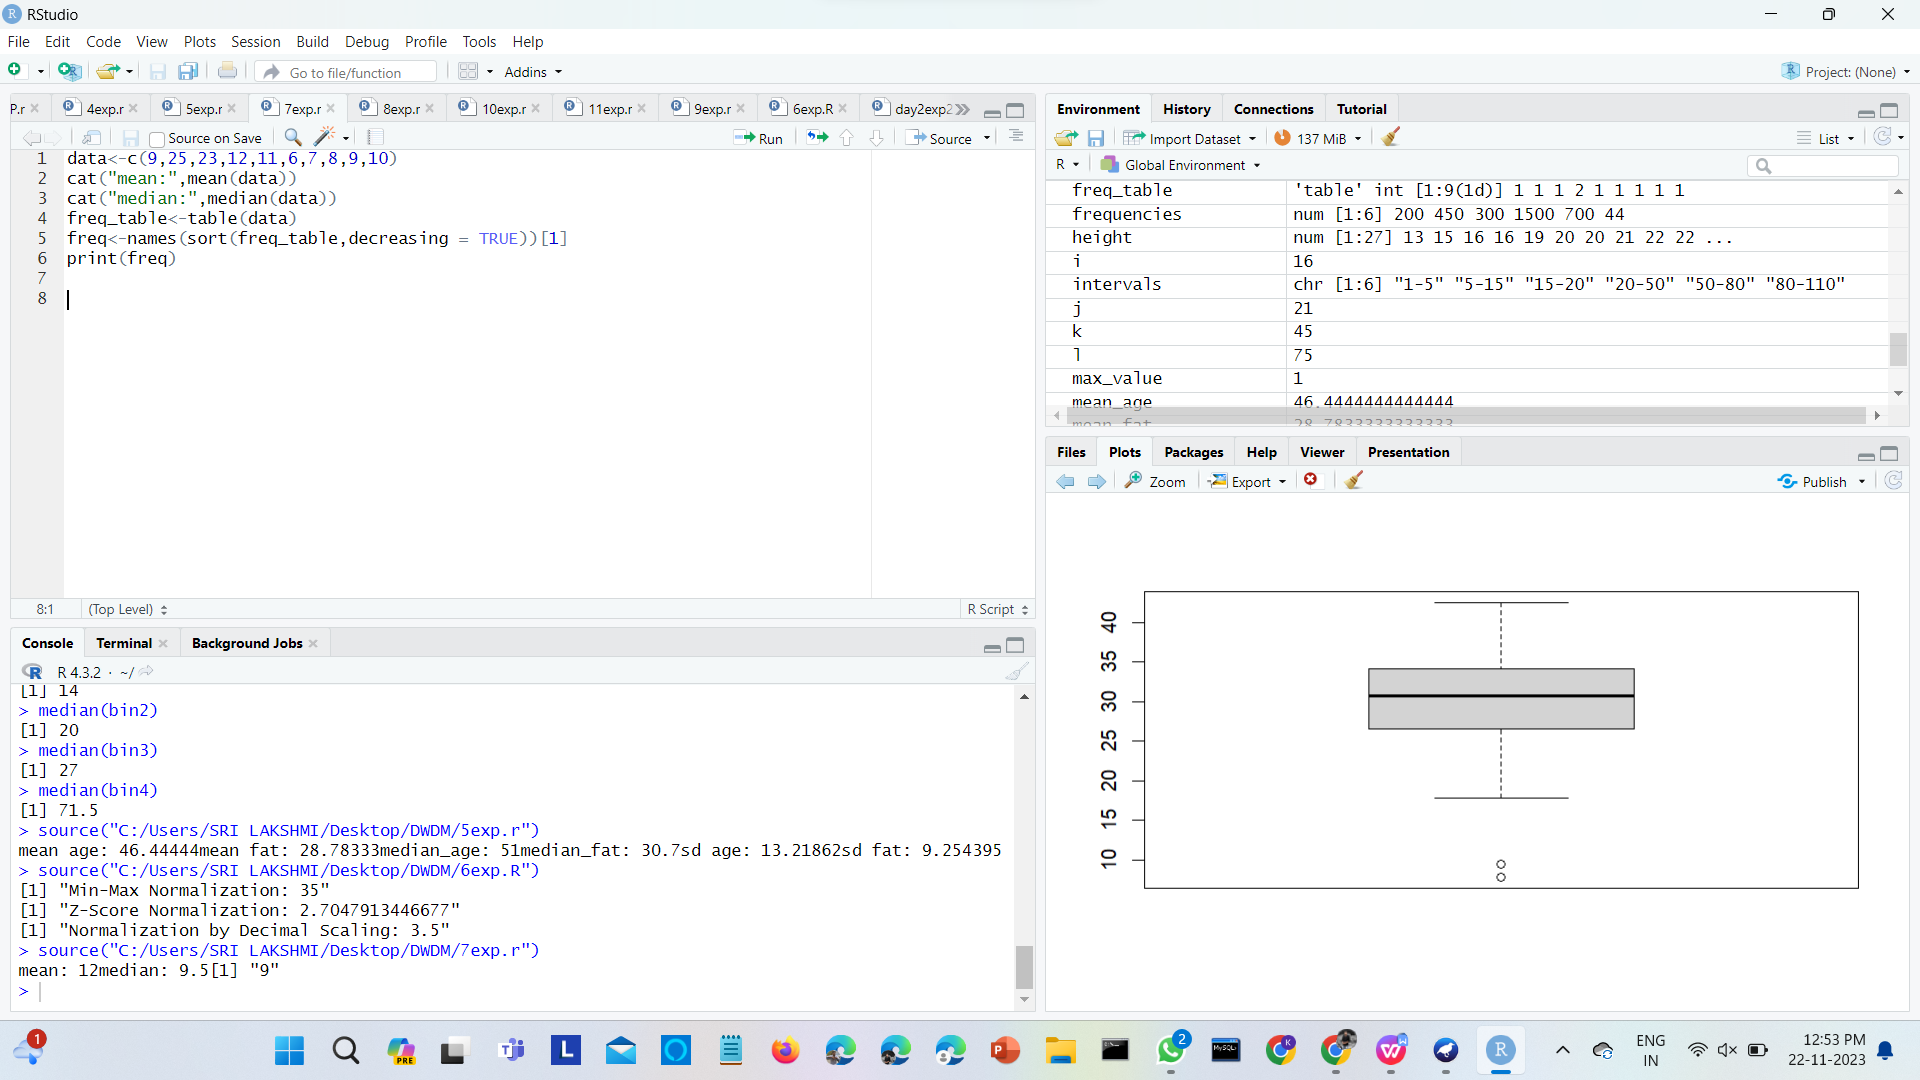 RStudio
File Edit Code View Plots Session Build Debug Profile Tools Help
Go to file/function Addins Project: (None)
P.r 4exp.r 5exp.r 7exp.r 8exp.r 10exp.r 11exp.r 9exp.r 6exp.R day2exp2
Source on Save Run Source
1 data<-c(9,25,23,12,11,6,7,8,9,10)
2 cat("mean:",mean(data))
3 cat("median:",median(data))
4 freq_table<-table(data)
5 freq<-names(sort(freq_table,decreasing = TRUE))[1]
6 print(freq)
7
8
8:1 (Top Level) R Script
Console Terminal Background Jobs
R 4.3.2 · ~/
[1] 14
> median(bin2)
[1] 20
> median(bin3)
[1] 27
> median(bin4)
[1] 71.5
> source("C:/Users/SRI LAKSHMI/Desktop/DWDM/5exp.r")
mean age: 46.44444mean fat: 28.78333median_age: 51median_fat: 30.7sd age: 13.21862sd fat: 9.254395
> source("C:/Users/SRI LAKSHMI/Desktop/DWDM/6exp.R")
[1] "Min-Max Normalization: 35"
[1] "Z-Score Normalization: 2.7047913446677"
[1] "Normalization by Decimal Scaling: 3.5"
> source("C:/Users/SRI LAKSHMI/Desktop/DWDM/7exp.r")
mean: 12median: 9.5[1] "9"
>
Environment History Connections Tutorial
Import Dataset 137 MiB List
R Global Environment
freq_table 'table' int [1:9(1d)] 1 1 1 2 1 1 1 1 1
frequencies num [1:6] 200 450 300 1500 700 44
height num [1:27] 13 15 16 16 19 20 20 21 22 22 ...
i 16
intervals chr [1:6] "1-5" "5-15" "15-20" "20-50" "50-80" "80-110"
j 21
k 45
l 75
max_value 1
mean_age 46.4444444444444
mean_fat 28.7833333333333
Files Plots Packages Help Viewer Presentation
Zoom Export Publish
40
35
30
25
20
15
10
1 PRE L P 2 MySQL K W R
ENG
IN
12:53 PM
22-11-2023